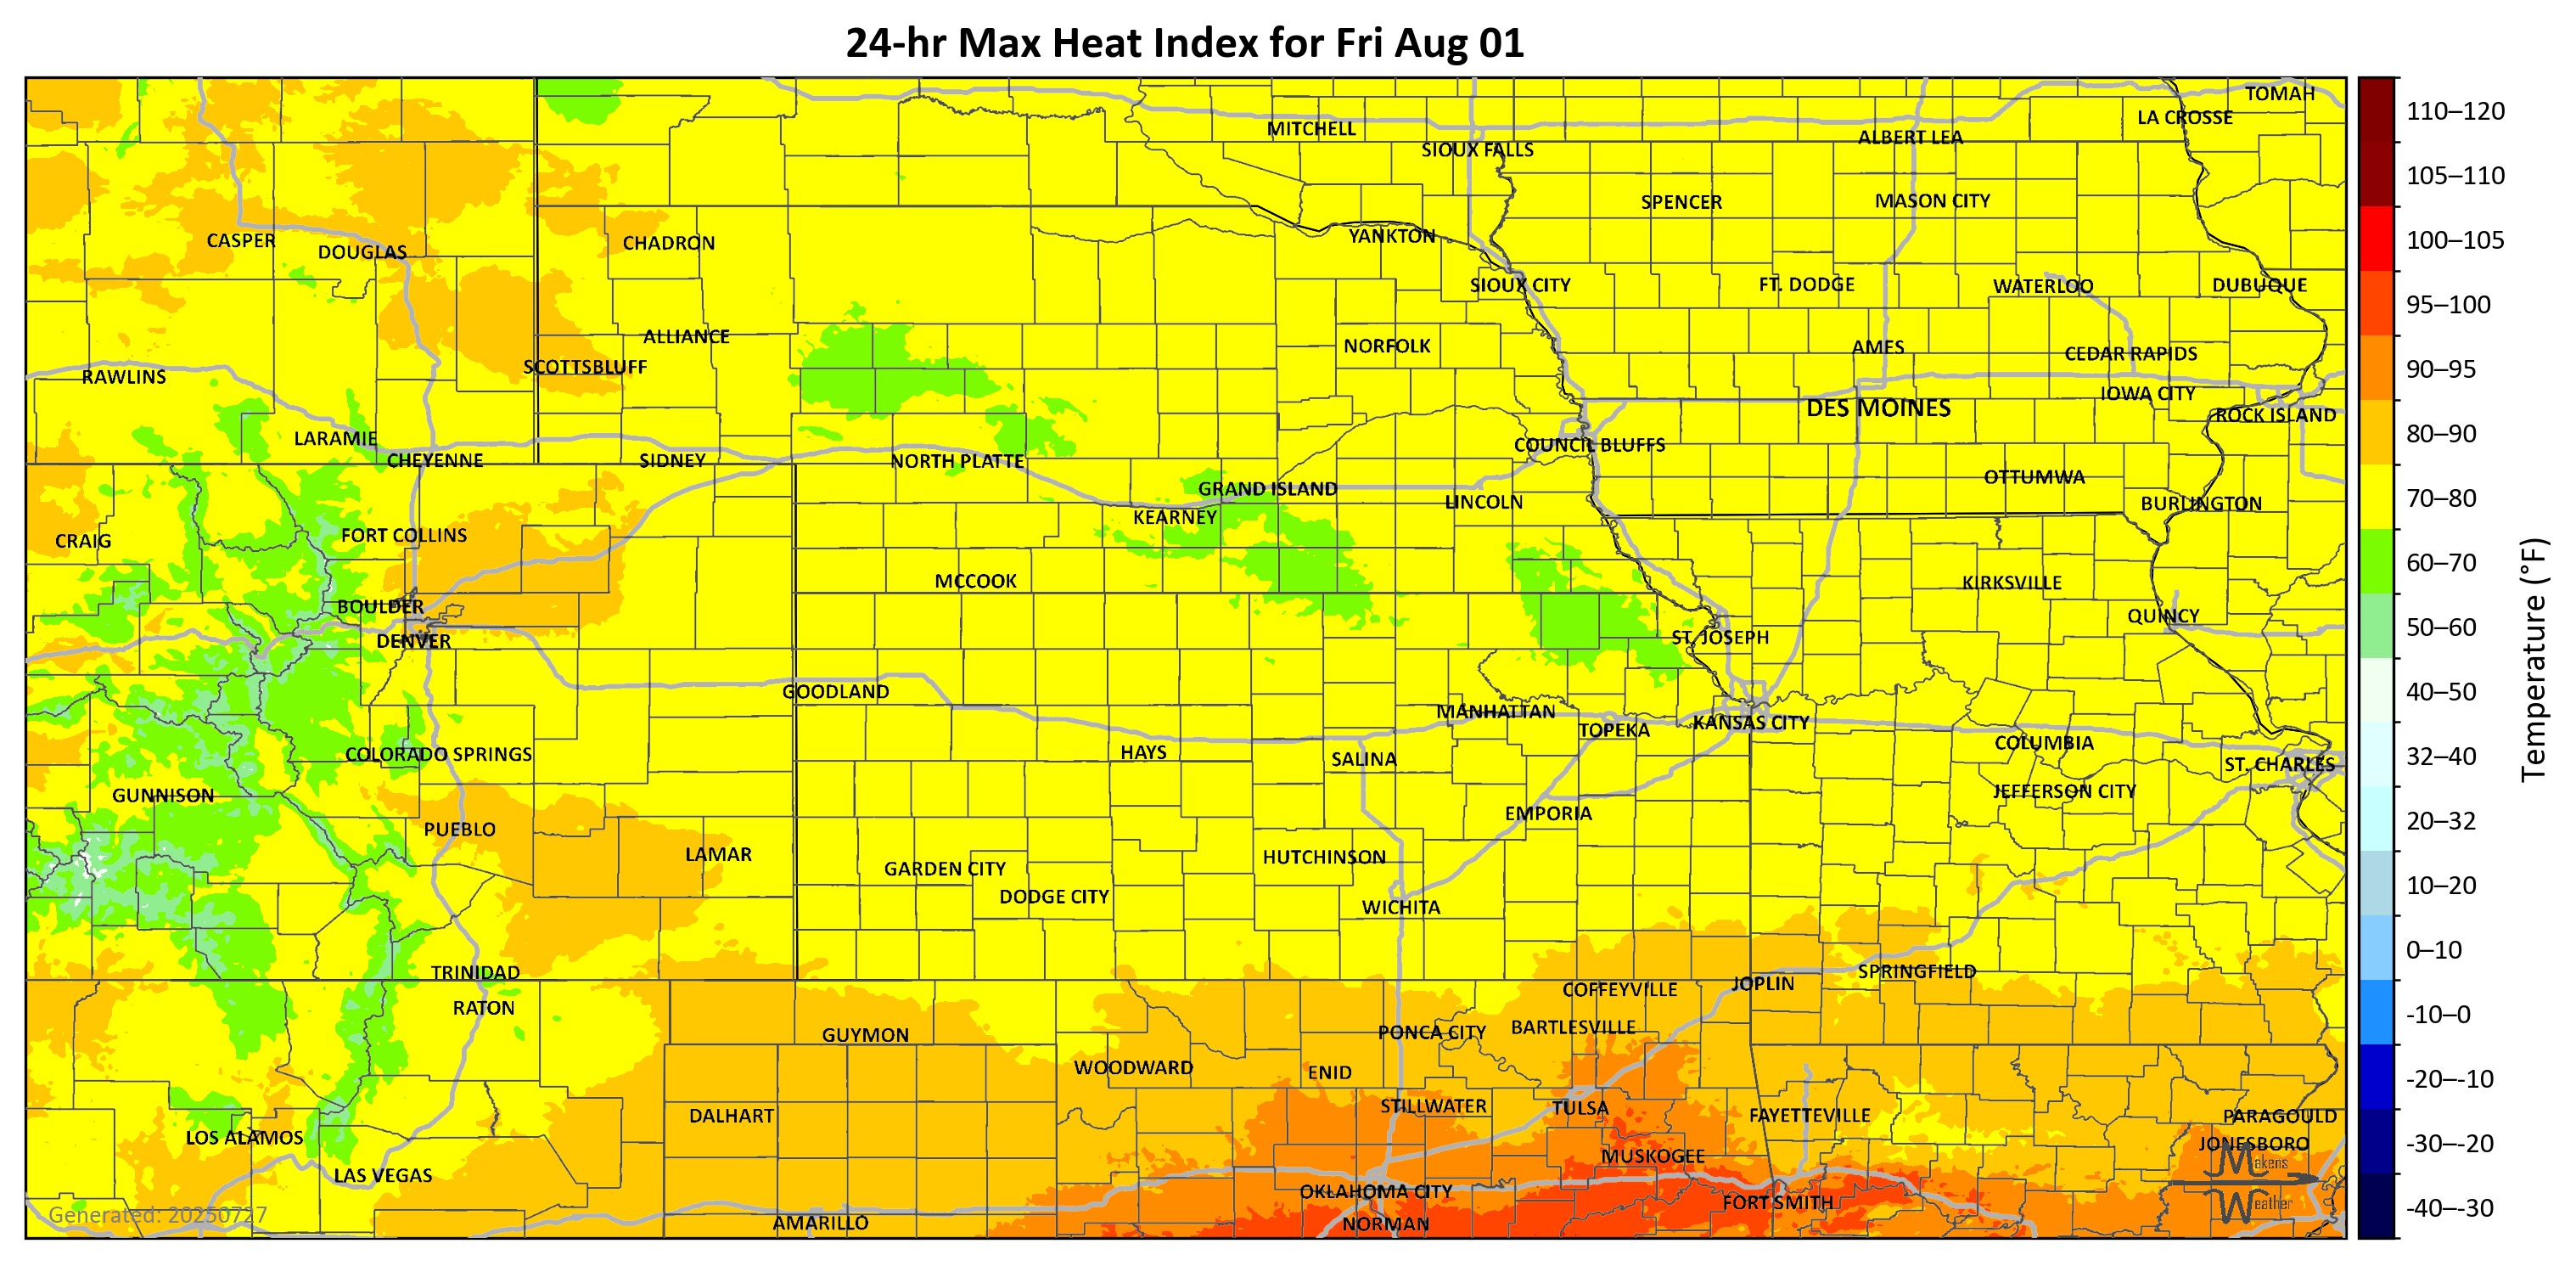 24-hr Max Heat Index for Fri Aug 01
TOMAH
LA CROSSE
MITCHELL
ALBERT LEA
SIOUX FALLS
SPENCER
MASON CITY
CASPER
DOUGLAS
CHADRON
YANKTON
SIOUX CITY
FT. DODGE
WATERLOO
DUBUQUE
ALLIANCE
NORFOLK
AMES
CEDAR RAPIDS
SCOTTSBLUFF
RAWLINS
IOWA CITY
DES MOINES
ROCK ISLAND
LARAMIE
COUNCIL BLUFFS
CHEYENNE
SIDNEY
NORTH PLATTE
OTTUMWA
GRAND ISLAND
LINCOLN
BURLINGTON
KEARNEY
FORT COLLINS
CRAIG
MCCOOK
KIRKSVILLE
BOULDER
QUINCY
DENVER
ST. JOSEPH
GOODLAND
MANHATTAN
KANSAS CITY
TOPEKA
COLUMBIA
HAYS
COLORADO SPRINGS
SALINA
ST. CHARLES
JEFFERSON CITY
GUNNISON
EMPORIA
PUEBLO
LAMAR
HUTCHINSON
GARDEN CITY
DODGE CITY
WICHITA
TRINIDAD
SPRINGFIELD
JOPLIN
COFFEYVILLE
RATON
BARTLESVILLE
GUYMON
PONCA CITY
WOODWARD
ENID
STILLWATER
TULSA
DALHART
FAYETTEVILLE
PARAGOULD
LOS ALAMOS
JONESBORO
MUSKOGEE
LAS VEGAS
OKLAHOMA CITY
FORT SMITH
AMARILLO
NORMAN
Makens
Weather
Generated: 20250727
110–120
105–110
100–105
95–100
90–95
80–90
70–80
60–70
50–60
40–50
32–40
20–32
10–20
0–10
-10–0
-20–-10
-30–-20
-40–-30
Temperature (°F)